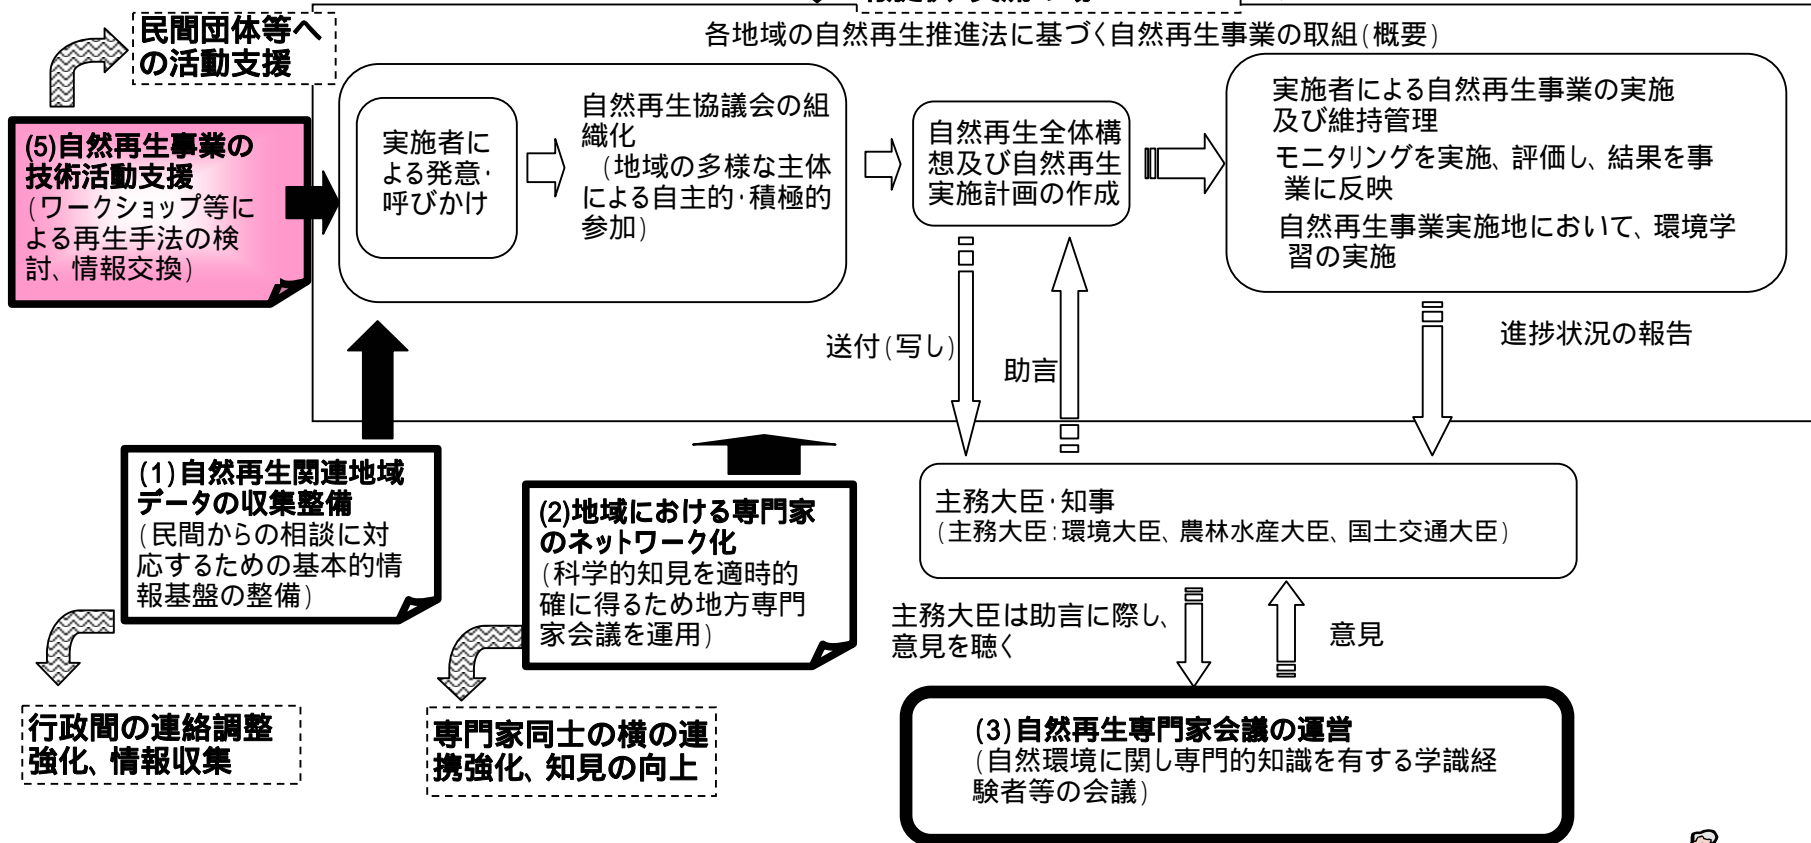 各地域の自然再生推進法に基づく自然再生事業の取組(概要)
民間団体等へ
の活動支援
(5)自然再生事業の
技術活動支援
(ワークショップ等に
よる再生手法の検
討、情報交換)
実施者に
よる発意・
呼びかけ
自然再生協議会の組
織化
(地域の多様な主体
による自主的・積極的
参加)
自然再生全体構
想及び自然再生
実施計画の作成
実施者による自然再生事業の実施
及び維持管理
モニタリングを実施、評価し、結果を事
業に反映
自然再生事業実施地において、環境学
習の実施
送付(写し)
助言
進捗状況の報告
(1)自然再生関連地域
データの収集整備
(民間からの相談に対
応するための基本的情
報基盤の整備)
(2)地域における専門家
のネットワーク化
(科学的知見を適時的
確に得るため地方専門
家会議を運用)
主務大臣・知事
(主務大臣:環境大臣、農林水産大臣、国土交通大臣)
主務大臣は助言に際し、
意見を聴く
意見
行政間の連絡調整
強化、情報収集
専門家同士の横の連
携強化、知見の向上
(3)自然再生専門家会議の運営
(自然環境に関し専門的知識を有する学識経
験者等の会議)